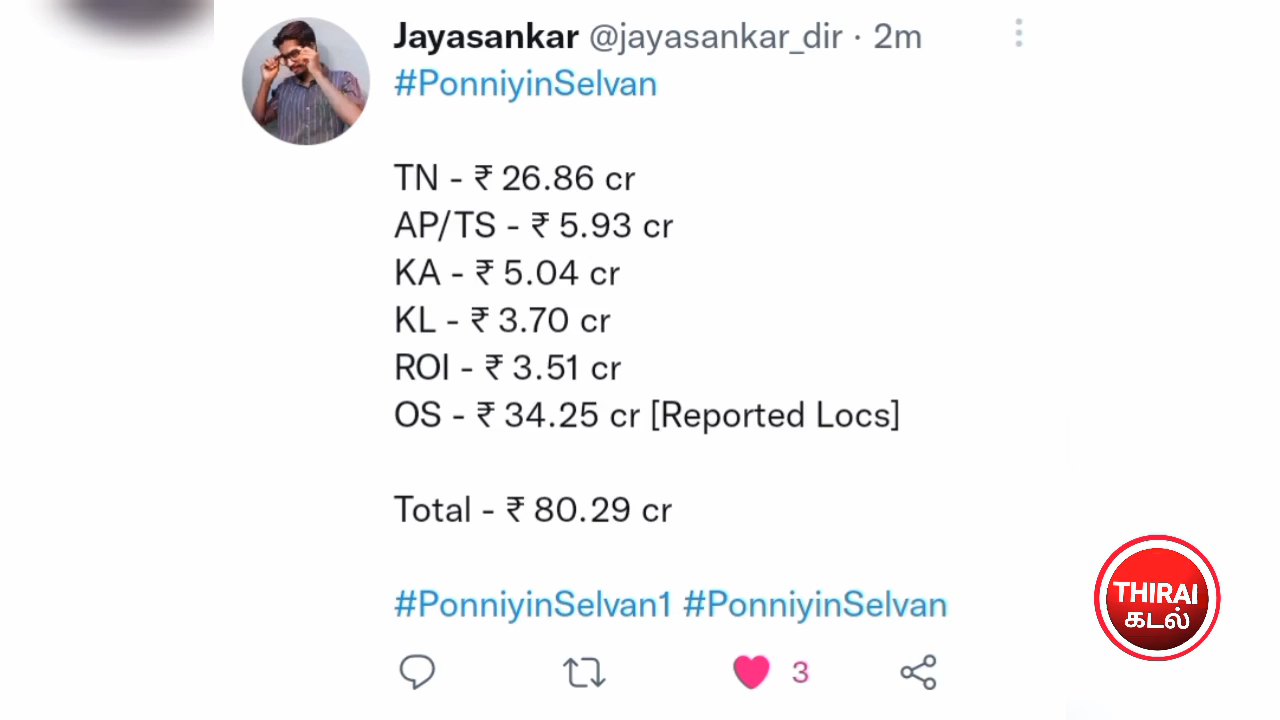 Jayasankar @jayasankar_dir · 2m
#PonniyinSelvan
TN - ₹ 26.86 cr
AP/TS - ₹ 5.93 cr
KA - ₹ 5.04 cr
KL - ₹ 3.70 cr
ROI - ₹ 3.51 cr
OS - ₹ 34.25 cr [Reported Locs]
Total - ₹ 80.29 cr
#PonniyinSelvan1 #PonniyinSelvan
3
THIRAI
கடல்